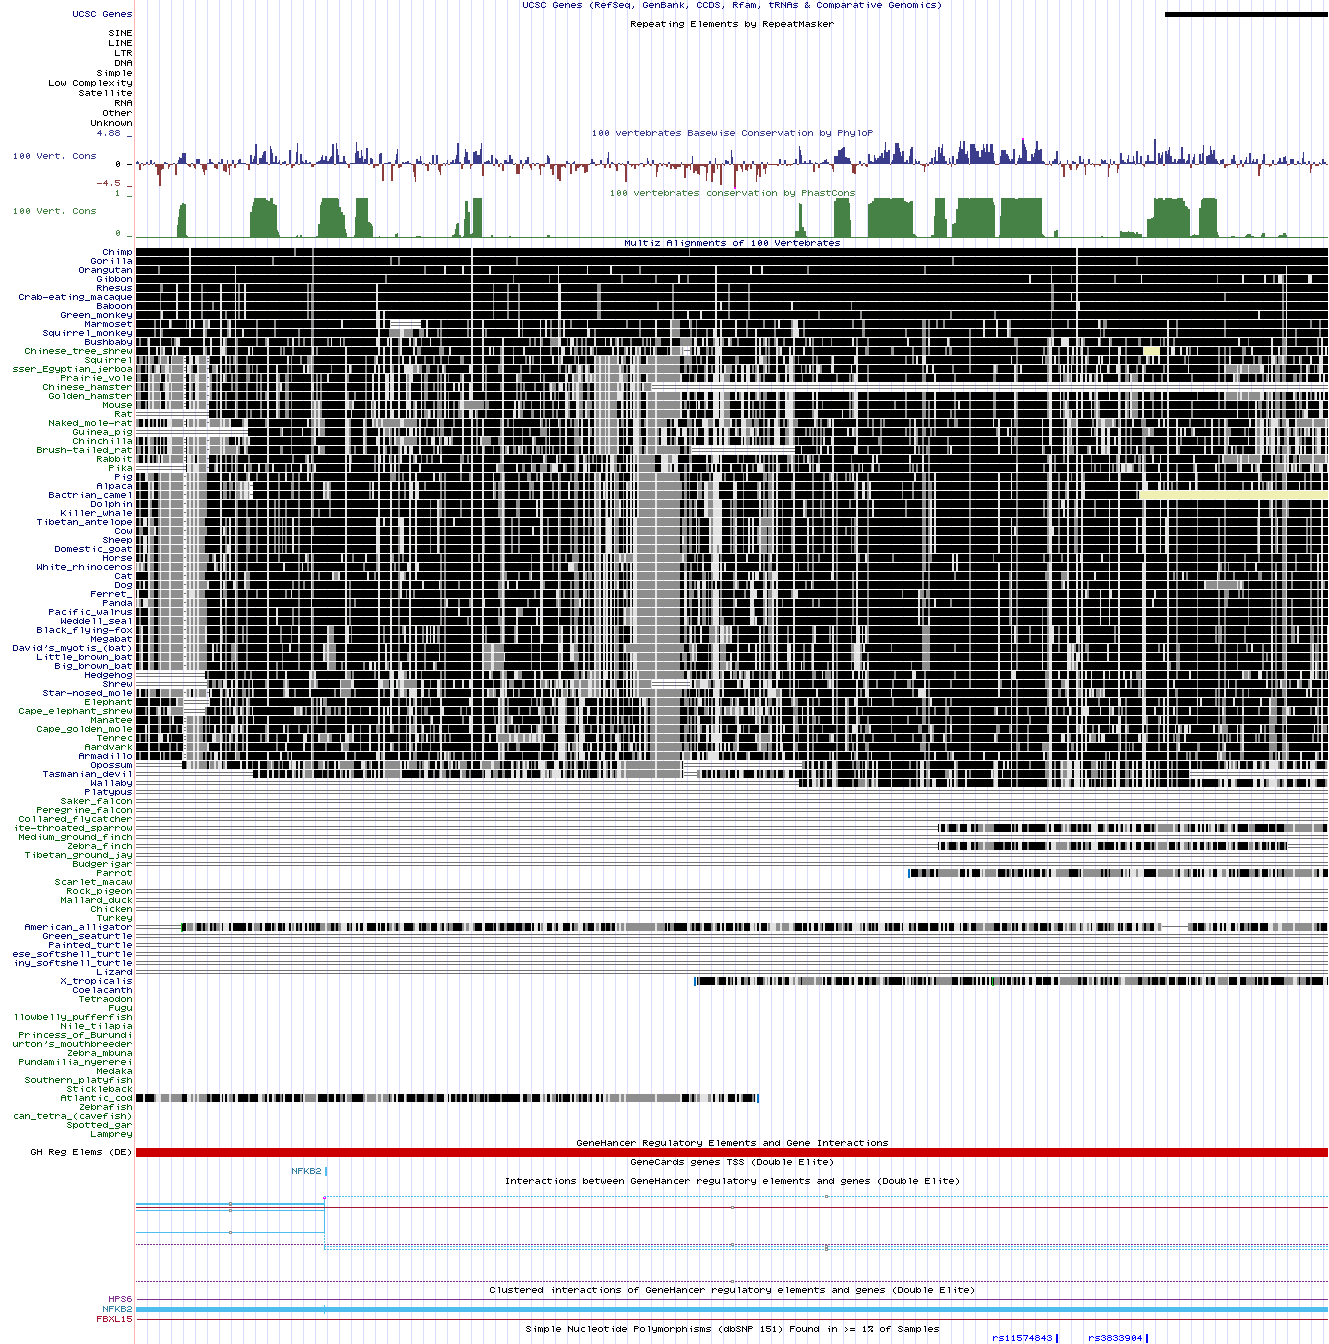 UCSC Genes (RefSeq, GenBank, CCDS, Rfam, tRNAs & Comparative Genomics)
UCSC Genes
Repeating Elements by RepeatMasker
SINE
LINE
LTR
DNA
Simple
Low Complexity
Satellite
RNA
Other
Unknown
4.88 _
100 vertebrates Basewise Conservation by PhyloP
100 Vert. Cons
0 _
-4.5 _
100 vertebrates conservation by PhastCons
1 _
100 Vert. Cons
0 _
Multiz Alignments of 100 Vertebrates
Chimp
Gorilla
Orangutan
Gibbon
Rhesus
Crab-eating_macaque
Baboon
Green_monkey
Marmoset
Squirrel_monkey
Bushbaby
Chinese_tree_shrew
Squirrel
sser_Egyptian_jerboa
Prairie_vole
Chinese_hamster
Golden_hamster
Mouse
Rat
Naked_mole-rat
Guinea_pig
Chinchilla
Brush-tailed_rat
Rabbit
Pika
Pig
Alpaca
Bactrian_camel
Dolphin
Killer_whale
Tibetan_antelope
Cow
Sheep
Domestic_goat
Horse
White_rhinoceros
Cat
Dog
Ferret_
Panda
Pacific_walrus
Weddell_seal
Black_flying-fox
Megabat
David's_myotis_(bat)
Little_brown_bat
Big_brown_bat
Hedgehog
Shrew
Star-nosed_mole
Elephant
Cape_elephant_shrew
Manatee
Cape_golden_mole
Tenrec
Aardvark
Armadillo
Opossum
Tasmanian_devil
Wallaby
Platypus
Saker_falcon
Peregrine_falcon
Collared_flycatcher
ite-throated_sparrow
Medium_ground_finch
Zebra_finch
Tibetan_ground_jay
Budgerigar
Parrot
Scarlet_macaw
Rock_pigeon
Mallard_duck
Chicken
Turkey
American_alligator
Green_seaturtle
Painted_turtle
ese_softshell_turtle
iny_softshell_turtle
Lizard
X_tropicalis
Coelacanth
Tetraodon
Fugu
llowbelly_pufferfish
Nile_tilapia
Princess_of_Burundi
urton's_mouthbreeder
Zebra_mbuna
Pundamilia_nyererei
Medaka
Southern_platyfish
Stickleback
Atlantic_cod
Zebrafish
can_tetra_(cavefish)
Spotted_gar
Lamprey
GeneHancer Regulatory Elements and Gene Interactions
GH Reg Elems (DE)
GeneCards genes TSS (Double Elite)
NFKB2
Interactions between GeneHancer regulatory elements and genes (Double Elite)
Clustered interactions of GeneHancer regulatory elements and genes (Double Elite)
HPS6
NFKB2
FBXL15
Simple Nucleotide Polymorphisms (dbSNP 151) Found in >= 1% of Samples
rs11574843 rs3833904